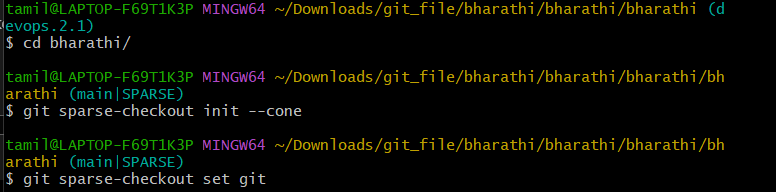 tamil@LAPTOP-F69T1K3P MINGW64 ~/Downloads/git_file/bharathi/bharathi/bharathi (d
evops.2.1)
$ cd bharathi/
tamil@LAPTOP-F69T1K3P MINGW64 ~/Downloads/git_file/bharathi/bharathi/bharathi/bh
arathi (main|SPARSE)
$ git sparse-checkout init --cone
tamil@LAPTOP-F69T1K3P MINGW64 ~/Downloads/git_file/bharathi/bharathi/bharathi/bh
arathi (main|SPARSE)
$ git sparse-checkout set git